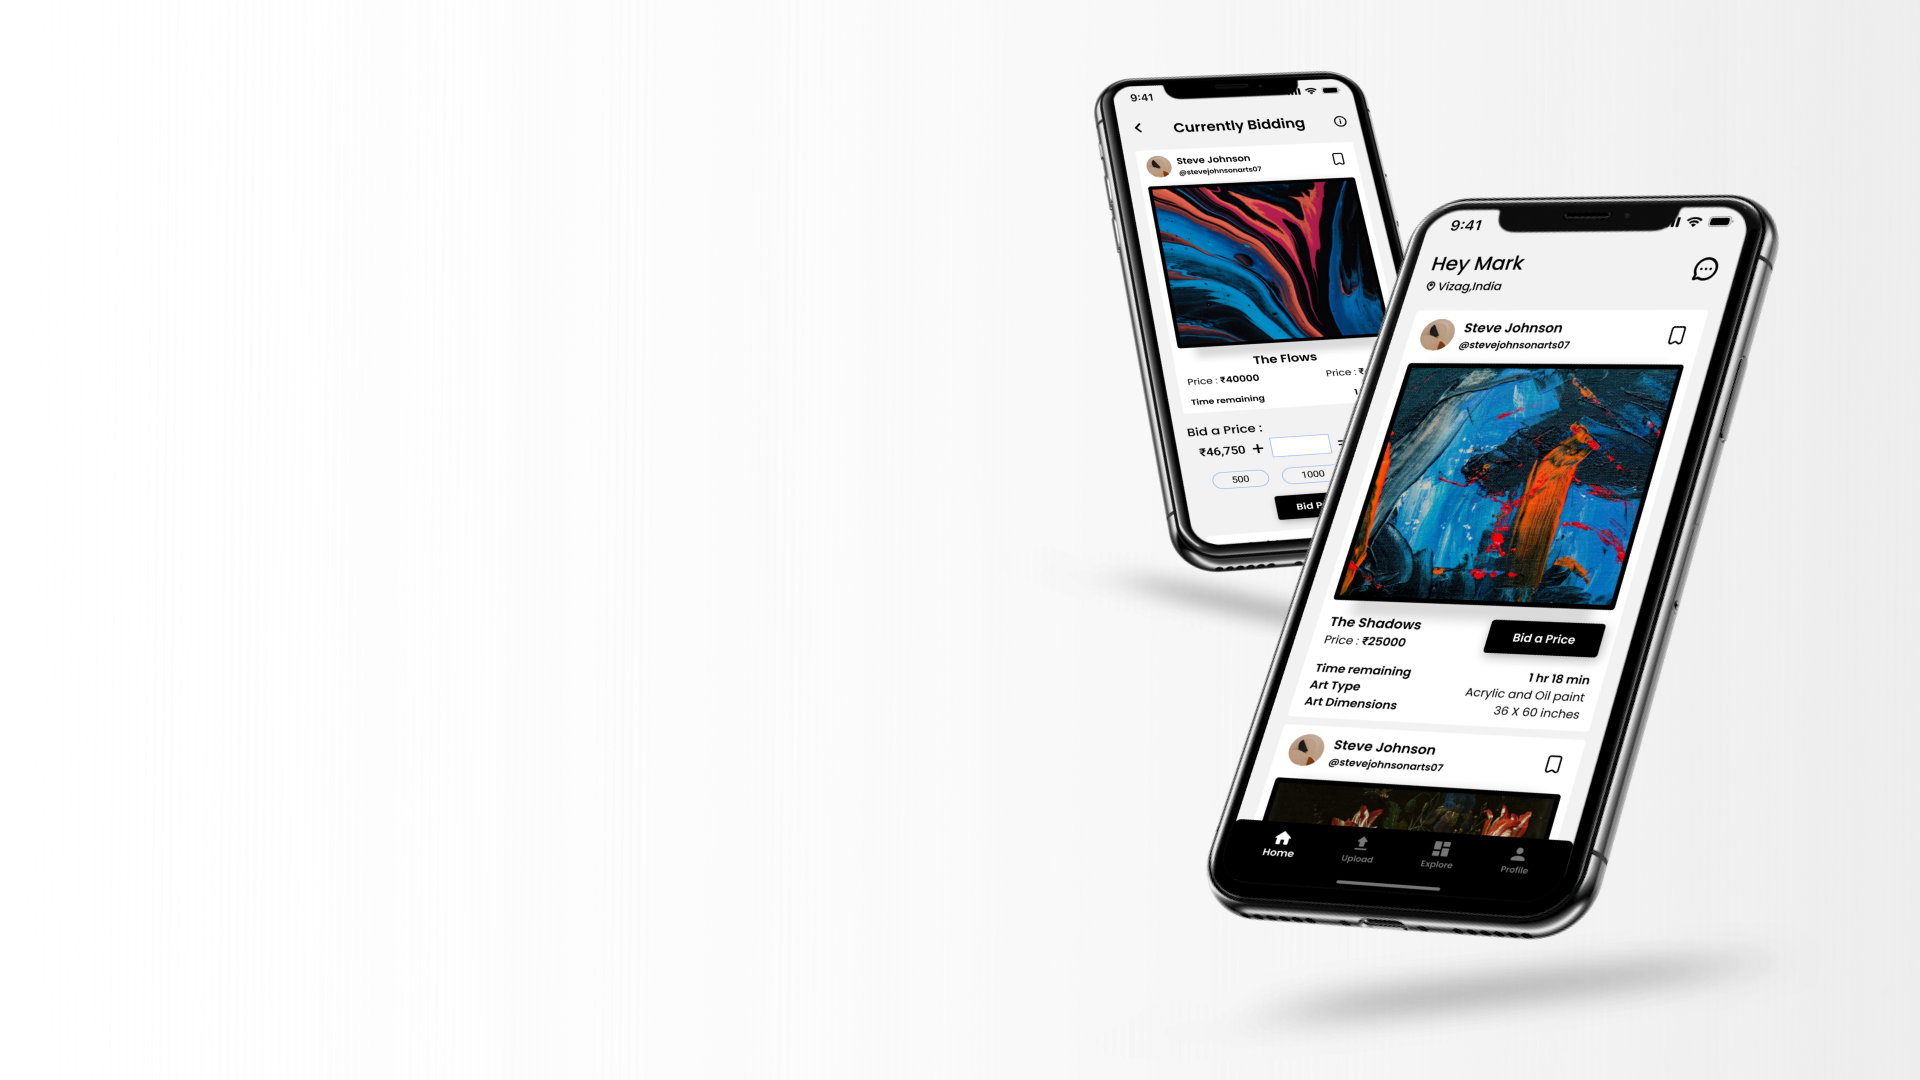 9:41
Currently Bidding
Steve Johnson
@stevejohnsonarts07
The Flows
Price : ₹40000
Price : ₹
Time remaining
1
Bid a Price :
₹46,750 +
500
1000
Bid
9:41
Hey Mark
Vizag,India
Steve Johnson
@stevejohnsonarts07
The Shadows
Price : ₹25000
Bid a Price
Time remaining
1 hr 18 min
Art Type
Acrylic and Oil paint
Art Dimensions
36 X 60 inches
Steve Johnson
@stevejohnsonarts07
Home
Upload
Explore
Profile